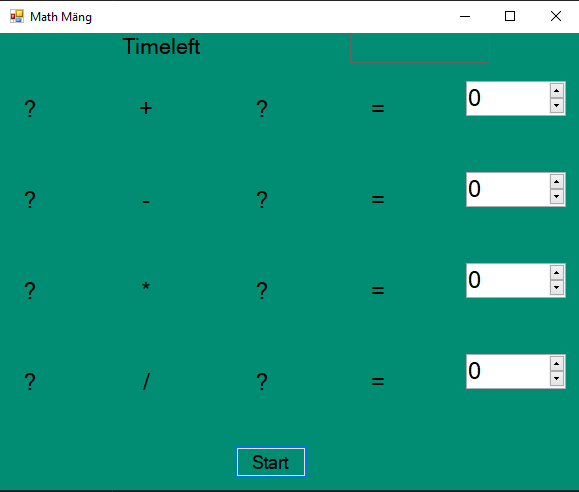 Math Mäng
Timeleft
? + ? = 0
? - ? = 0
? * ? = 0
? / ? = 0
Start